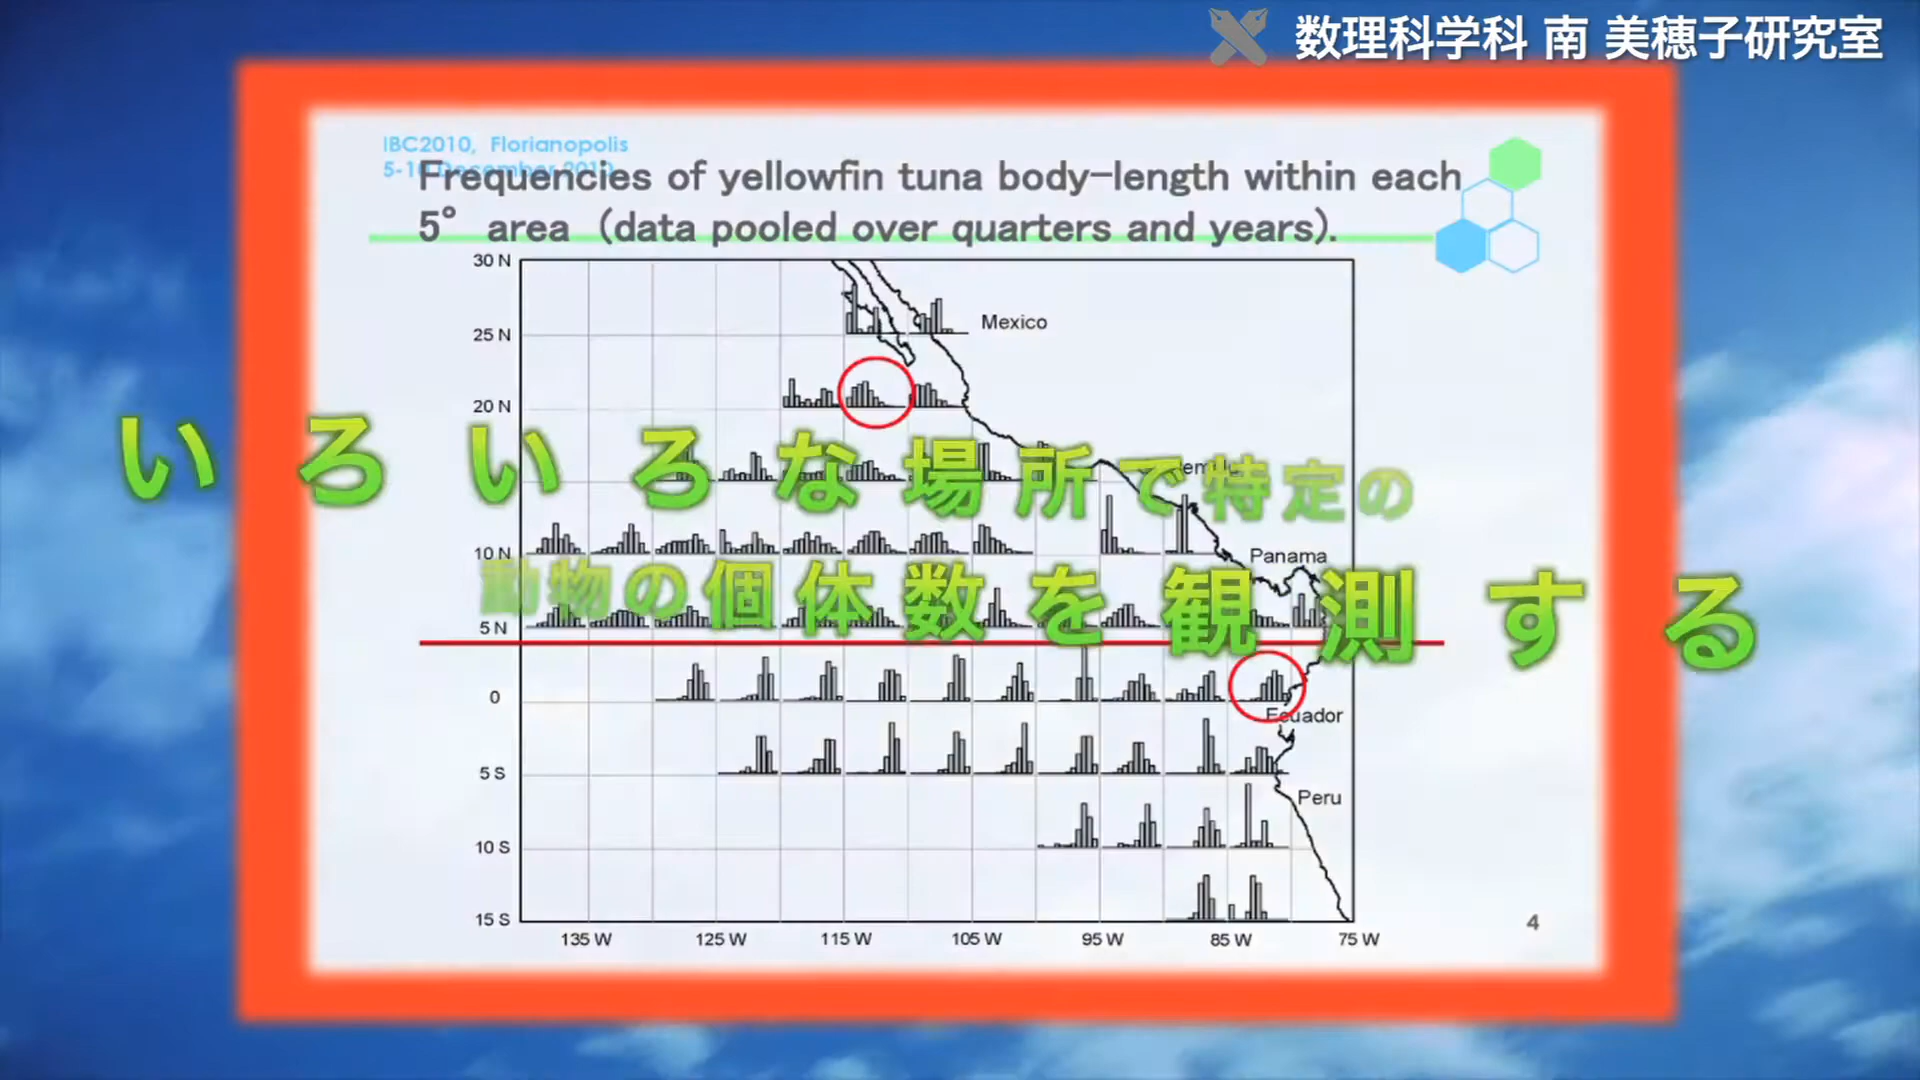 数理科学科 南 美穂子研究室
IBC2010, Florianopolis
Frequencies of yellowfin tuna body-length within each
5° area (data pooled over quarters and years).
30 N
Mexico
25 N
20 N
いろいろな場所で特定の
10 N
Panama
動物の個体数を観測する
5 N
0
Ecuador
5 S
Peru
10 S
15 S
4
135 W 125 W 115 W 105 W 95 W 85 W 75 W